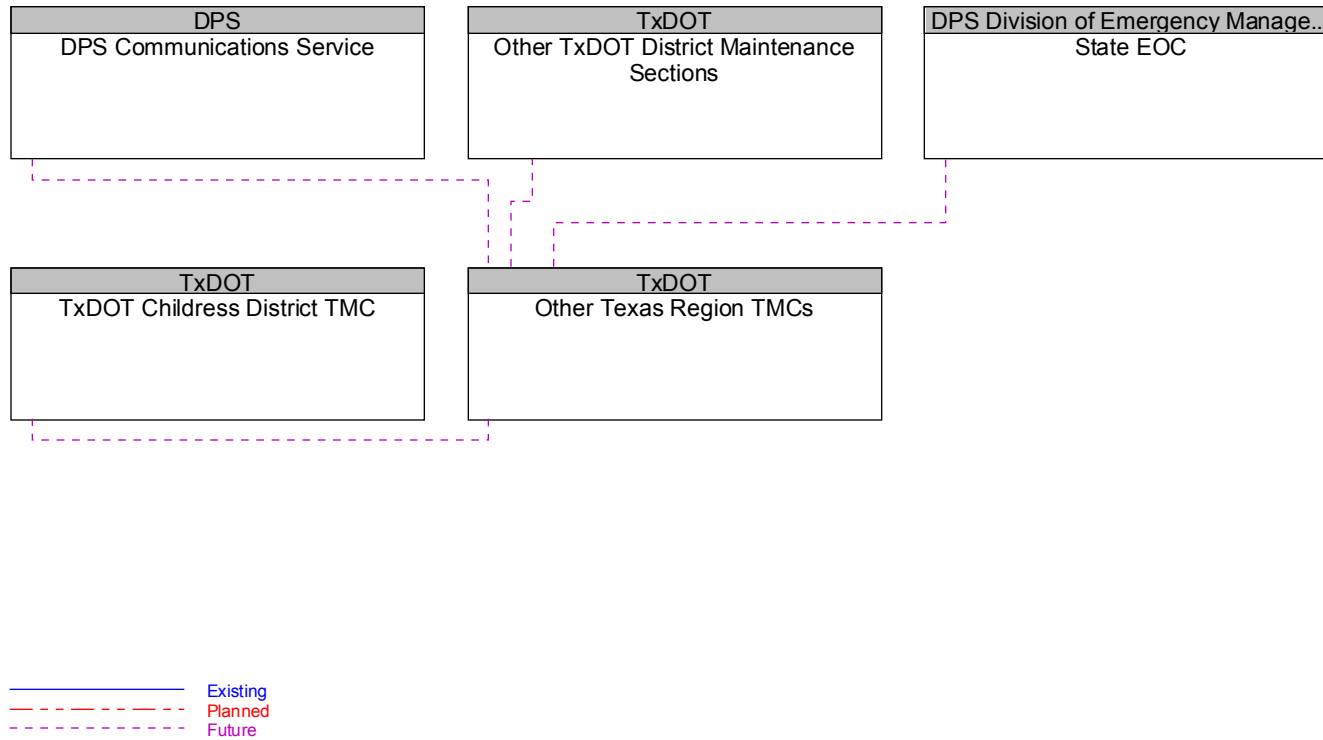 DPS
DPS Communications Service
TxDOT
Other TxDOT District Maintenance
Sections
DPS Division of Emergency Manage..
State EOC
TxDOT
TxDOT Childress District TMC
TxDOT
Other Texas Region TMCs
Existing
Planned
Future